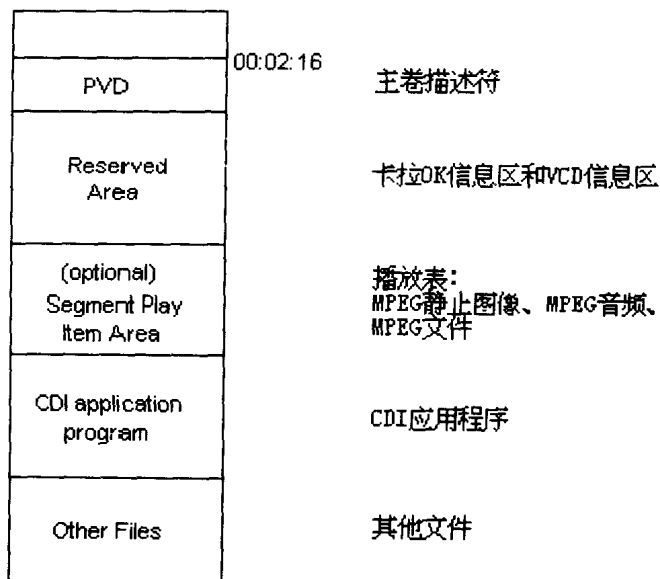 00:02:16
PVD
主卷描述符
Reserved
Area
卡拉OK信息区和VCD信息区
(optional)
Segment Play
Item Area
播放表：
MPEG静止图像、MPEG音频、
MPEG文件
CDI application
program
CDI应用程序
Other Files
其他文件